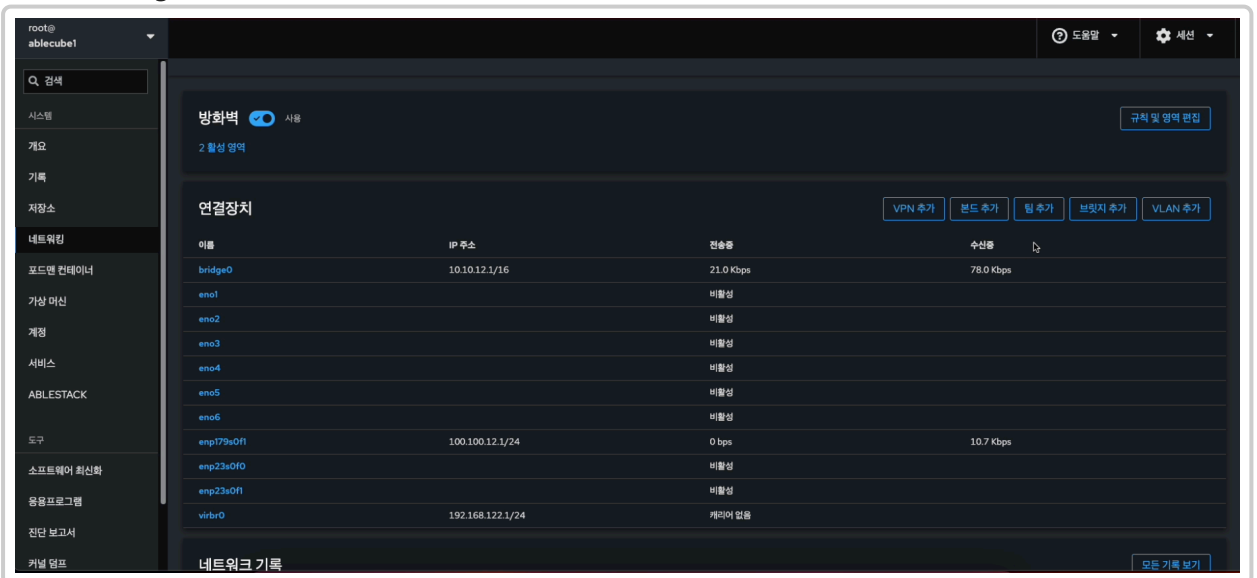 root@
ablecube1
도움말
세션
검색
시스템
개요
기록
저장소
네트워킹
포드맨 컨테이너
가상 머신
계정
서비스
ABLESTACK
도구
소프트웨어 최신화
응용프로그램
진단 보고서
커널 덤프
방화벽 사용
규칙 및 영역 편집
2 활성 영역
연결장치
VPN 추가 본드 추가 팀 추가 브릿지 추가 VLAN 추가
이름 IP 주소 전송중 수신중
bridge0 10.10.12.1/16 21.0 Kbps 78.0 Kbps
eno1 비활성
eno2 비활성
eno3 비활성
eno4 비활성
eno5 비활성
eno6 비활성
enp179s0f1 100.100.12.1/24 0 bps 10.7 Kbps
enp23s0f0 비활성
enp23s0f1 비활성
virbr0 192.168.122.1/24 캐리어 없음
네트워크 기록
모든 기록 보기